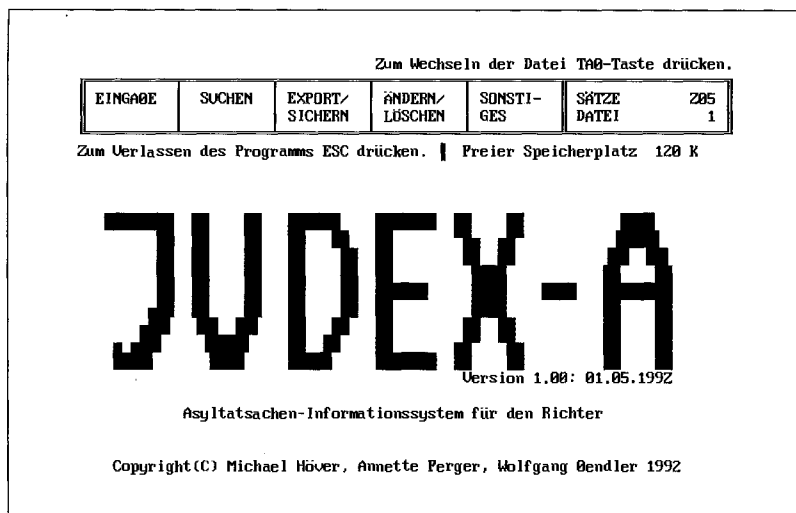 Zum Wechseln der Datei TAB-Taste drücken.
EINGABE SUCHEN EXPORT/ ÄNDERN/ SONSTI- SÄTZE 205
SICHERN LÖSCHEN GES DATEI 1
Zum Verlassen des Programms ESC drücken. Freier Speicherplatz 120 K
JUDEX-A
Version 1.00: 01.05.1992
Asyltatsachen-Informationssystem für den Richter
Copyright(C) Michael Höver, Annette Perger, Wolfgang Bendler 1992